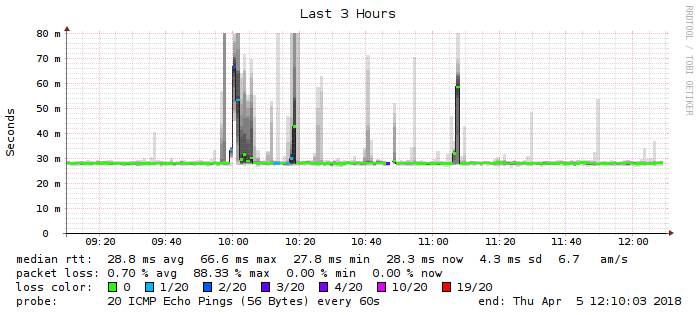 Last 3 Hours
RRDTOOL / TOBI OETIKER
Seconds
80 m
70 m
60 m
50 m
40 m
30 m
20 m
10 m
0
09:20 09:40 10:00 10:20 10:40 11:00 11:20 11:40 12:00
median rtt: 28.8 ms avg 66.6 ms max 27.8 ms min 28.3 ms now 4.3 ms sd 6.7 am/s
packet loss: 0.70 % avg 88.33 % max 0.00 % min 0.00 % now
loss color: 0 1/20 2/20 3/20 4/20 10/20 19/20
probe: 20 ICMP Echo Pings (56 Bytes) every 60s end: Thu Apr 5 12:10:03 2018